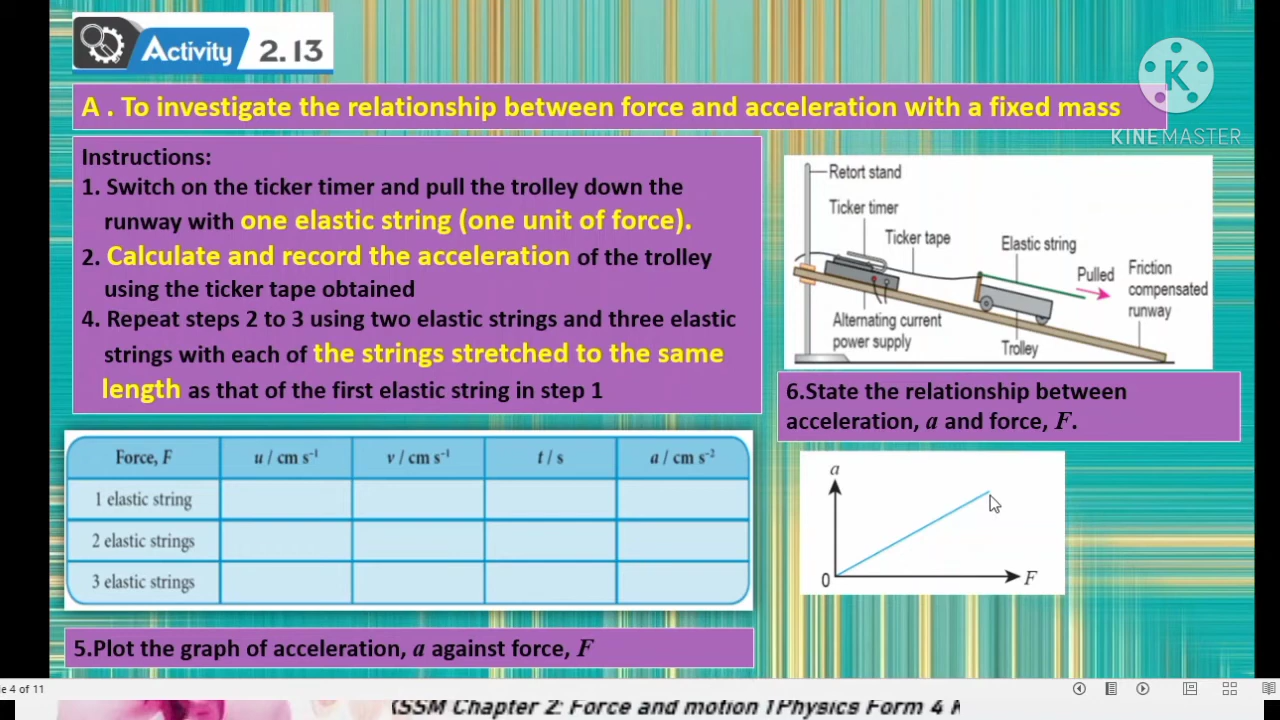 Activity 2.13
A . To investigate the relationship between force and acceleration with a fixed mass
K
KINEMASTER
Instructions:
1. Switch on the ticker timer and pull the trolley down the
runway with one elastic string (one unit of force).
2. Calculate and record the acceleration of the trolley
using the ticker tape obtained
4. Repeat steps 2 to 3 using two elastic strings and three elastic
strings with each of the strings stretched to the same
length as that of the first elastic string in step 1
Retort stand
Ticker timer
Ticker tape
Elastic string
Pulled
Friction
compensated
runway
Alternating current
power supply
Trolley
6.State the relationship between
acceleration, a and force, F.
Force, F u / cm s⁻¹ v / cm s⁻¹ t / s a / cm s⁻²
1 elastic string
2 elastic strings
3 elastic strings
a
0
F
5.Plot the graph of acceleration, a against force, F
le 4 of 11
(SSM Chapter 2: Force and motion 1Physics Form 4